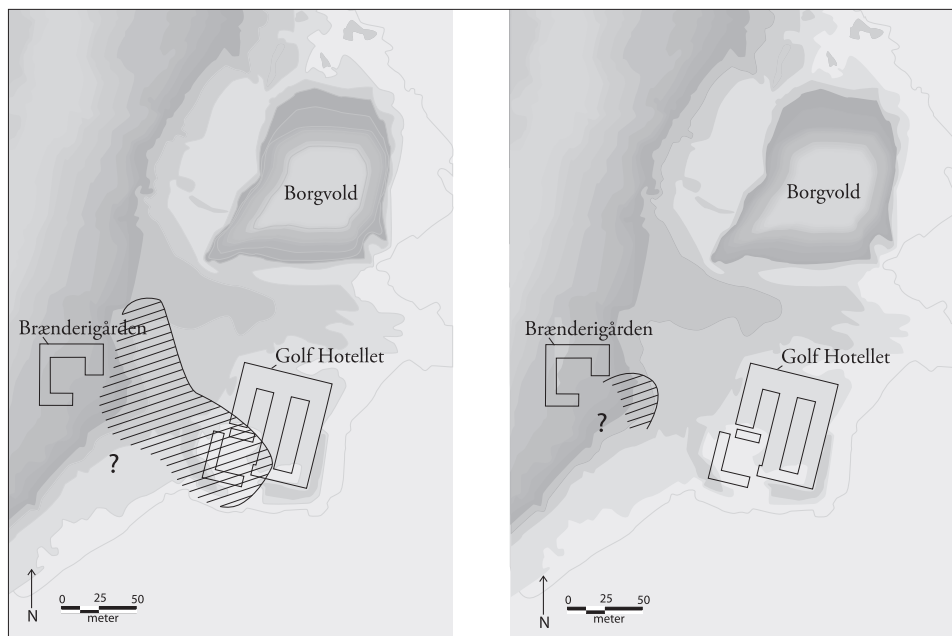 Borgvold
Brænderigården
Golf Hotellet
?
0 25 50
meter
N
Borgvold
Brænderigården
Golf Hotellet
?
0 25 50
meter
N